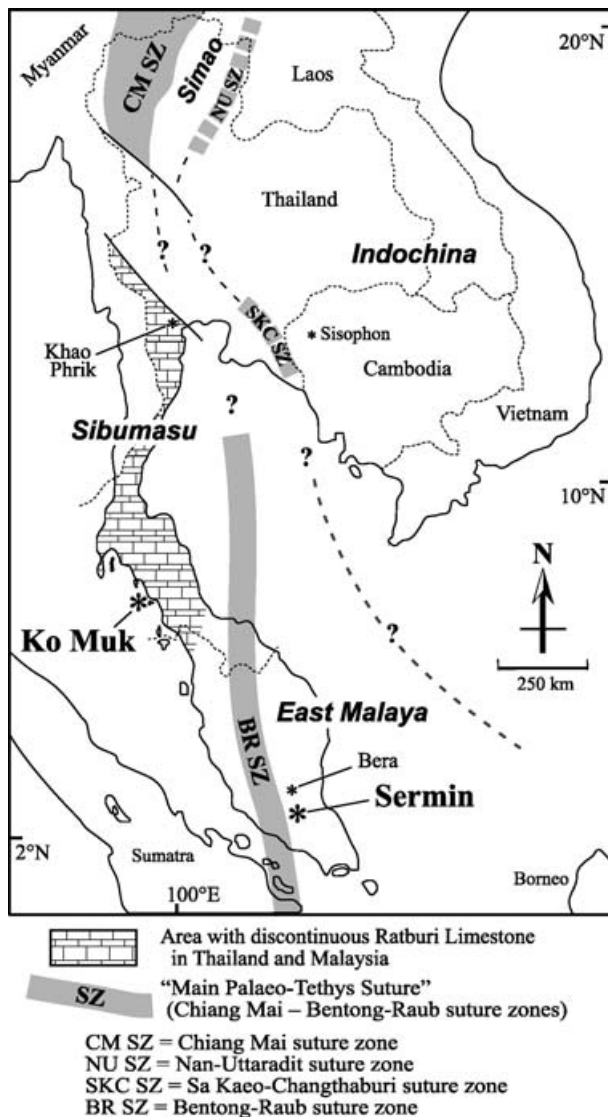 20°N
Myanmar
CM SZ
Simao
NU SZ
Laos
Thailand
?
?
Indochina
SKC SZ
* Sisophon
Khao
Phrik
*
Cambodia
Vietnam
?
Sibumasu
?
10°N
N
*
Ko Muk
?
250 km
East Malaya
BR SZ
Bera
*
Sermin
*
2°N
Sumatra
100°E
Borneo
Area with discontinuous Ratburi Limestone
in Thailand and Malaysia
SZ
“Main Palaeo-Tethys Suture”
(Chiang Mai – Bentong-Raub suture zones)
CM SZ = Chiang Mai suture zone
NU SZ = Nan-Uttaradit suture zone
SKC SZ = Sa Kaeo-Changthaburi suture zone
BR SZ = Bentong-Raub suture zone